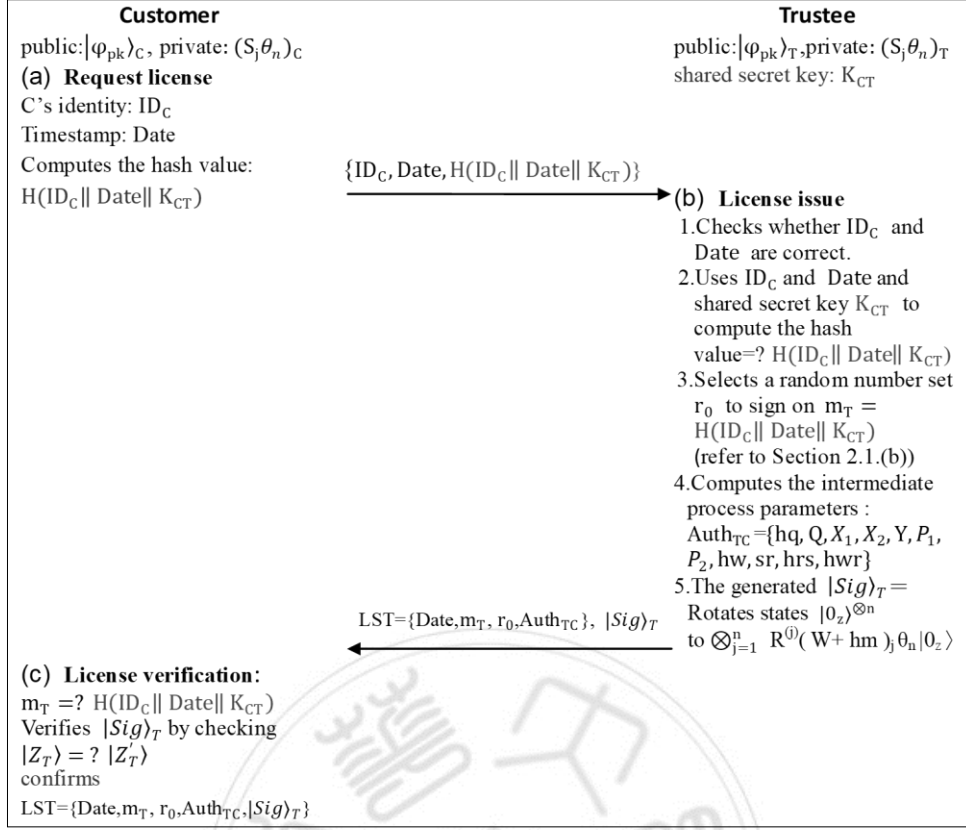 Customer
public:|φpk⟩C, private: (Sjθn)C
(a) Request license
C's identity: IDC
Timestamp: Date
Computes the hash value:
H(IDC|| Date|| KCT)
{IDC, Date, H(IDC|| Date|| KCT)}
Trustee
public:|φpk⟩T,private: (Sjθn)T
shared secret key: KCT
(b) License issue
1.Checks whether IDC and
Date are correct.
2.Uses IDC and Date and
shared secret key KCT to
compute the hash
value=? H(IDC|| Date|| KCT)
3.Selects a random number set
r0 to sign on mT =
H(IDC|| Date|| KCT)
(refer to Section 2.1.(b))
4.Computes the intermediate
process parameters :
AuthTC={hq, Q, X1, X2, Y, P1,
P2, hw, sr, hrs, hwr}
5.The generated |Sig⟩T=
Rotates states |0z⟩⊗n
to ⊗nj=1 R(j)( W+ hm )jθn|0z⟩
LST={Date,mT, r0,AuthTC}, |Sig⟩T
(c) License verification:
mT =? H(IDC|| Date|| KCT)
Verifies |Sig⟩T by checking
|ZT⟩ = ? |Z′T⟩
confirms
LST={Date,mT, r0,AuthTC,|Sig⟩T}